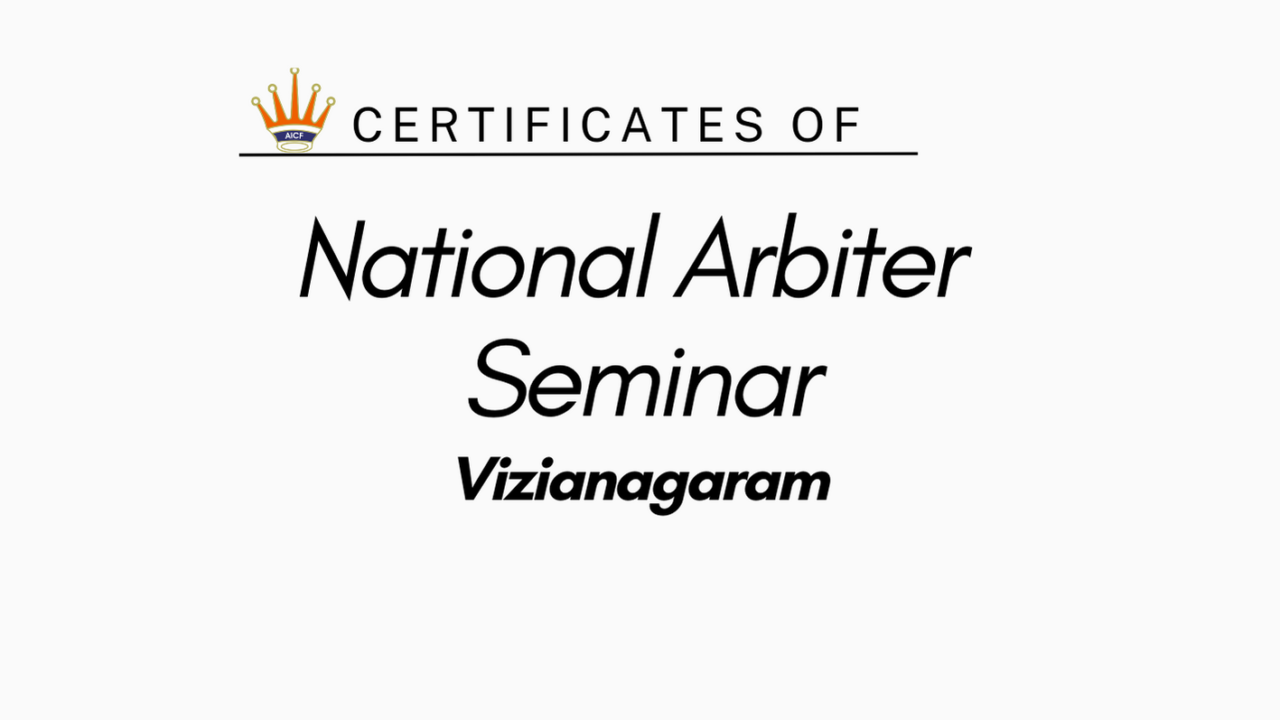 AICF
CERTIFICATES OF
National Arbiter
Seminar
Vizianagaram